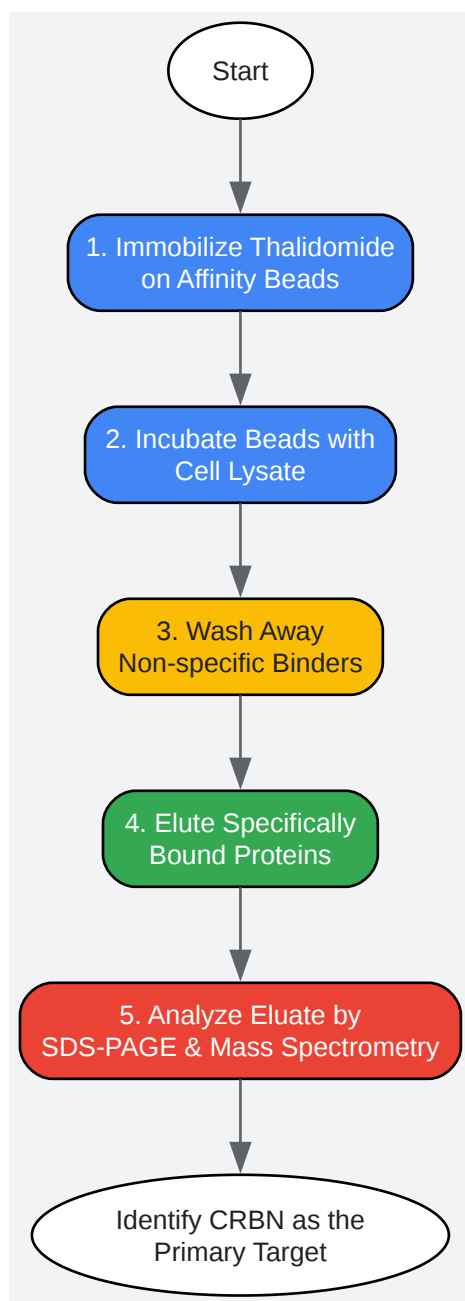 Start
1. Immobilize Thalidomide
on Affinity Beads
2. Incubate Beads with
Cell Lysate
3. Wash Away
Non-specific Binders
4. Elute Specifically
Bound Proteins
5. Analyze Eluate by
SDS-PAGE & Mass Spectrometry
Identify CRBN as the
Primary Target